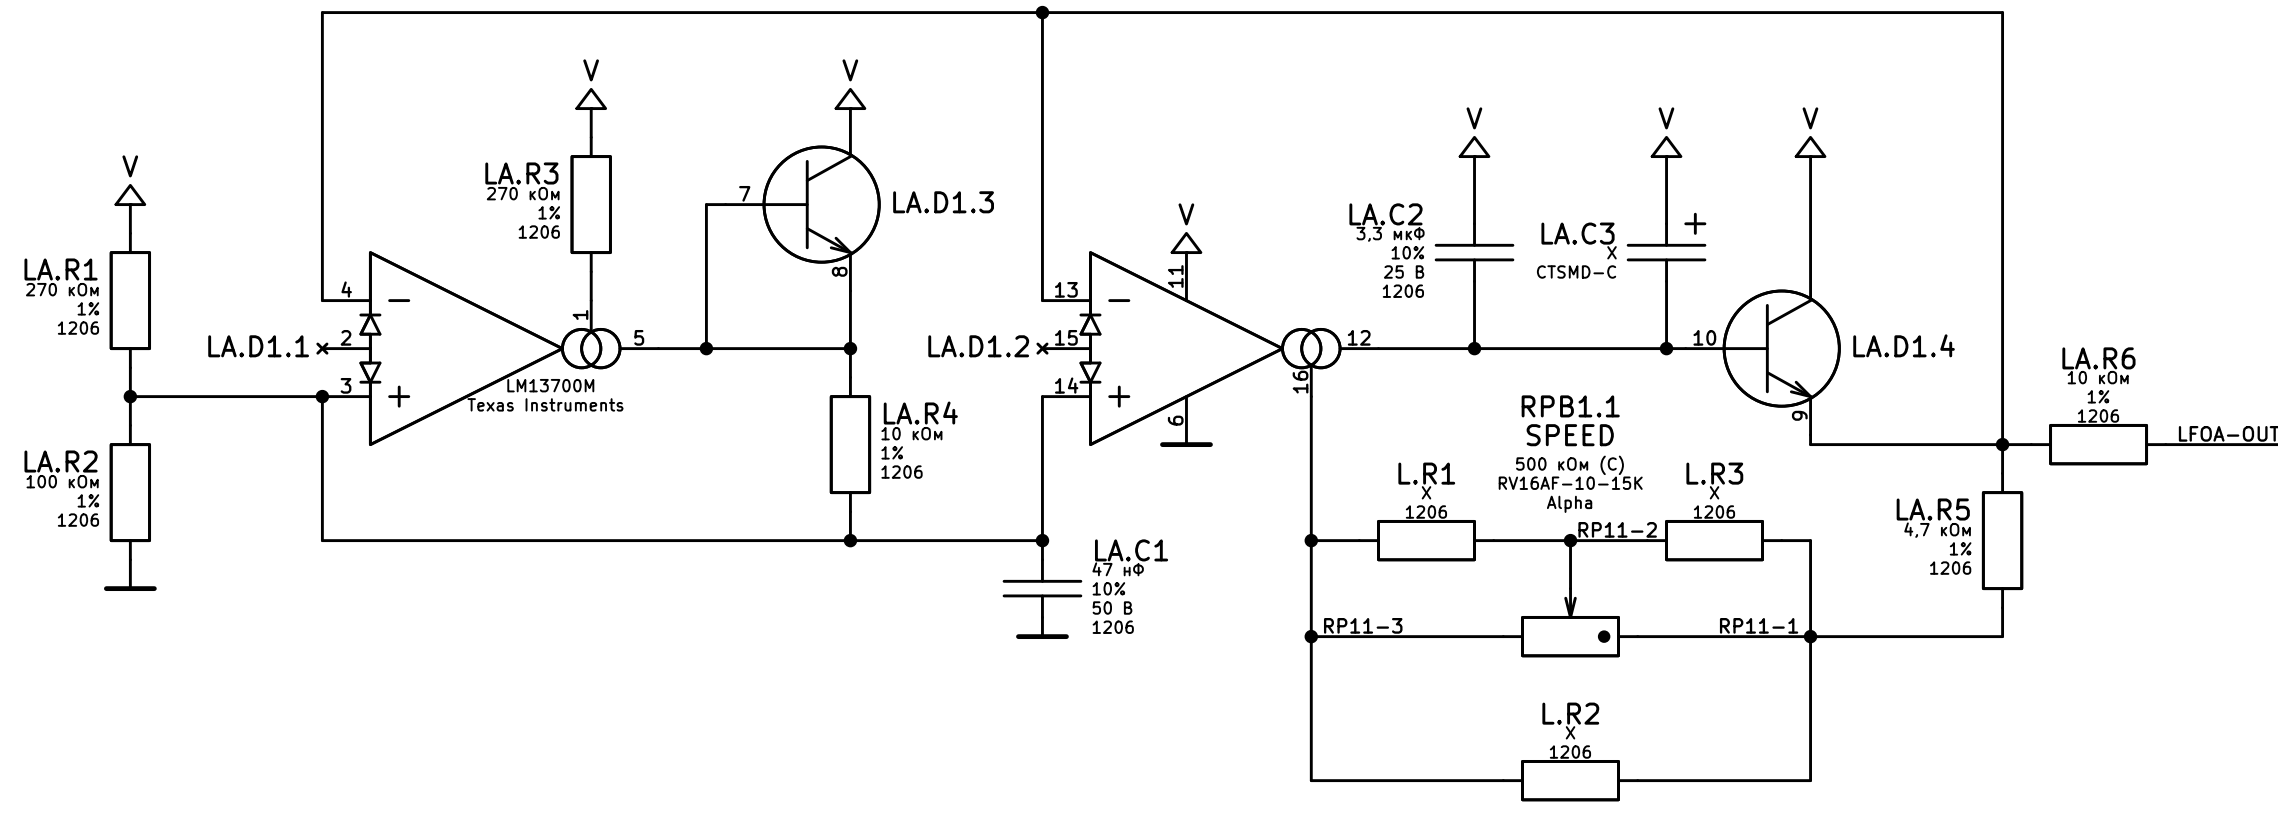 V
LA.R1
270 кОм
1%
1206
LA.R2
100 кОм
1%
1206
LA.D1.1
4
2
3
LM13700M
Texas Instruments
V
LA.R3
270 кОм
1%
1206
1
5
V
7
8
LA.D1.3
LA.R4
10 кОм
1%
1206
LA.D1.2
13
15
14
V
11
6
12
16
LA.C1
47 нФ
10%
50 В
1206
V
LA.C2
3,3 мкФ
10%
25 В
1206
V
+
LA.C3
X
CTSMD-C
V
10
9
LA.D1.4
RPB1.1
SPEED
500 кОм (C)
RV16AF-10-15K
Alpha
L.R1
X
1206
RP11-2
L.R3
X
1206
RP11-3
RP11-1
L.R2
X
1206
LA.R5
4,7 кОм
1%
1206
LA.R6
10 кОм
1%
1206
LFOA-OUT